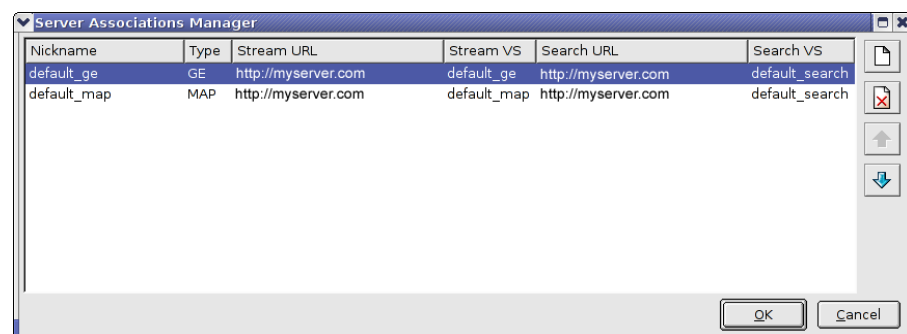 Server Associations Manager
Nickname Type Stream URL Stream VS Search URL Search VS
default_ge GE http://myserver.com default_ge http://myserver.com default_search
default_map MAP http://myserver.com default_map http://myserver.com default_search
OK Cancel